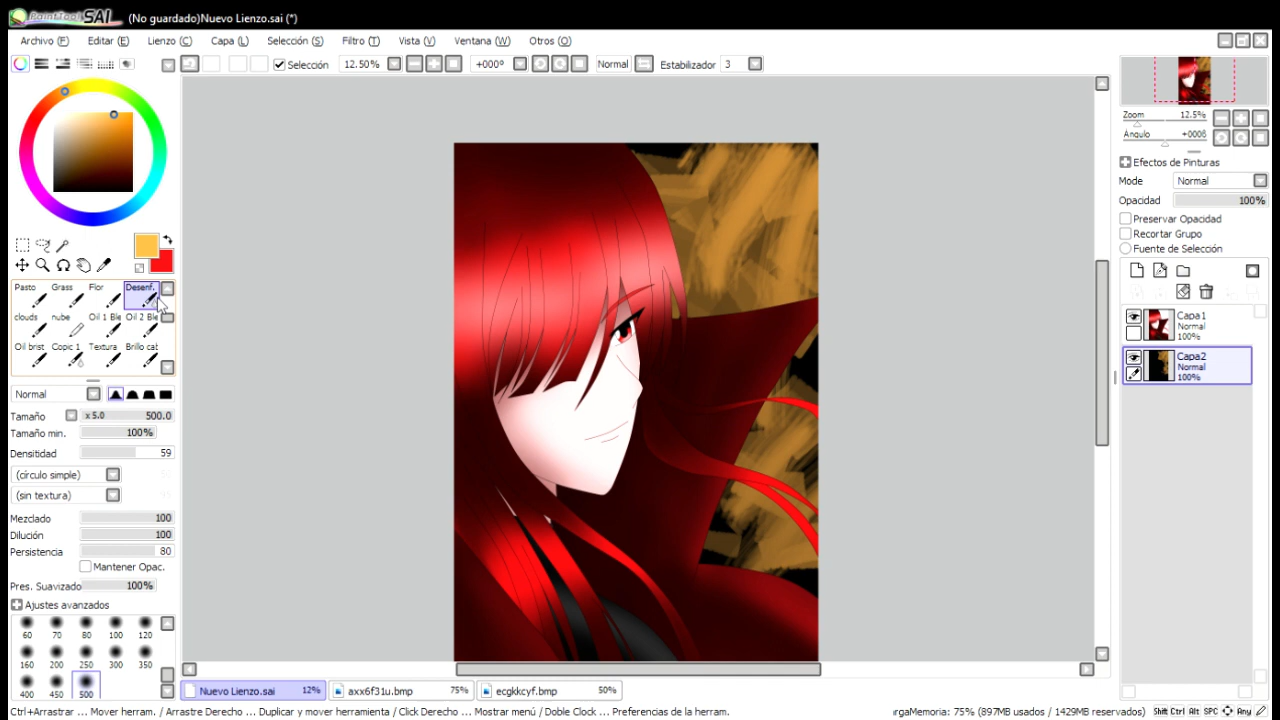 PaintTool SAI (No guardado)Nuevo Lienzo.sai (*)
Archivo (F) Editar (E) Lienzo (C) Capa (L) Selección (S) Filtro (T) Vista (V) Ventana (W) Otros (O)
Selección 12.50% +000° Normal Estabilizador 3
Zoom 12.5%
Angulo +000ß
Efectos de Pinturas
Mode Normal
Opacidad 100%
Preservar Opacidad
Recortar Grupo
Fuente de Selección
Capa1
Normal
100%
Capa2
Normal
100%
Pasto Grass Flor Desenf.
clouds nube Oil 1 Ble Oil 2 Ble
Oil brist Copic 1 Textura Brillo cab
Normal
Tamaño x 5.0 500.0
Tamaño min. 100%
Densitidad 59
(círculo simple)
(sin textura)
Mezclado 100
Dilución 100
Persistencia 80
Mantener Opac.
Pres. Suavizado 100%
Ajustes avanzados
60 70 80 100 120
160 200 250 300 350
400 450 500
Nuevo Lienzo.sai 12% axx6f31u.bmp 75% ecgkkcyf.bmp 50%
Ctrl+Arrastrar ... Mover herram. / Arrastre Derecho ... Duplicar y mover herramienta / Click Derecho ... Mostrar menú / Doble Clock ... Preferencias de la herram. argaMemoria: 75% (897MB usados / 1429MB reservados) Shift Ctrl Alt SPC Any